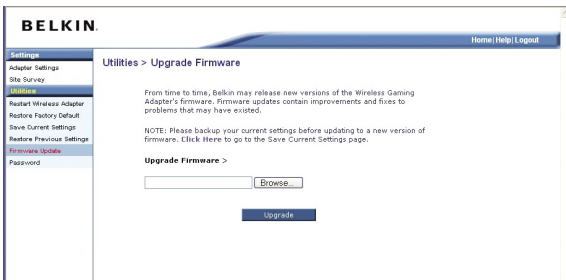 BELKIN.
Home|Help|Logout
Settings
Adapter Settings
Site Survey
Utilities
Restart Wireless Adapter
Restore Factory Default
Save Current Settings
Restore Previous Settings
Firmware Update
Password
Utilities > Upgrade Firmware
From time to time, Belkin may release new versions of the Wireless Gaming
Adapter's firmware. Firmware updates contain improvements and fixes to
problems that may have existed.
NOTE: Please backup your current settings before updating to a new version of
firmware. Click Here to go to the Save Current Settings page.
Upgrade Firmware >
Browse...
Upgrade